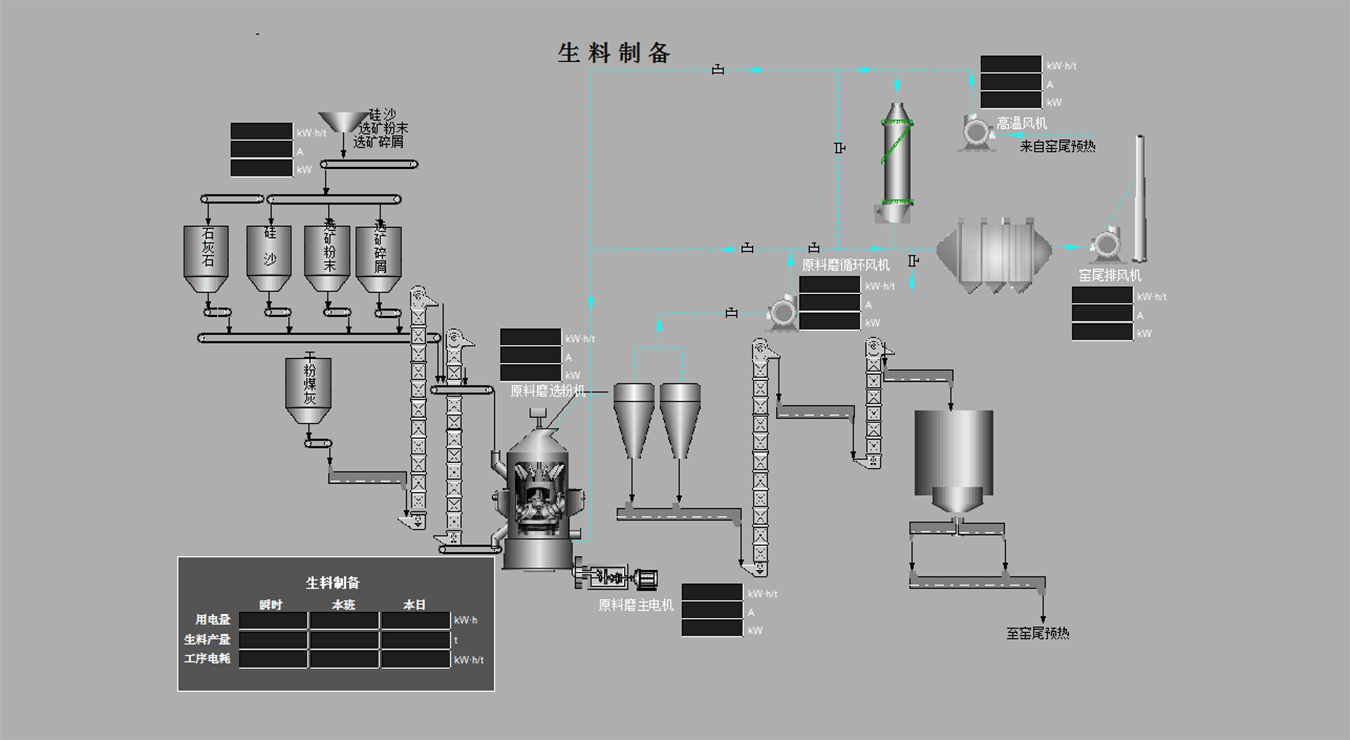 生料制备
kW·h/t
A
kW
硅沙
选矿粉末
选矿碎屑
kW·h/t
A
kW
高温风机
来自窑尾预热
石灰石
硅沙
选矿粉末
选矿碎屑
原料磨循环风机
kW·h/t
A
kW
窑尾排风机
kW·h/t
A
kW
kW·h/t
A
kW
原料磨选粉机
干粉煤灰
原料磨主电机
kW·h/t
A
kW
至窑尾预热
生料制备
瞬时 本班 本日
用电量 kW·h
生料产量 t
工序电耗 kW·h/t